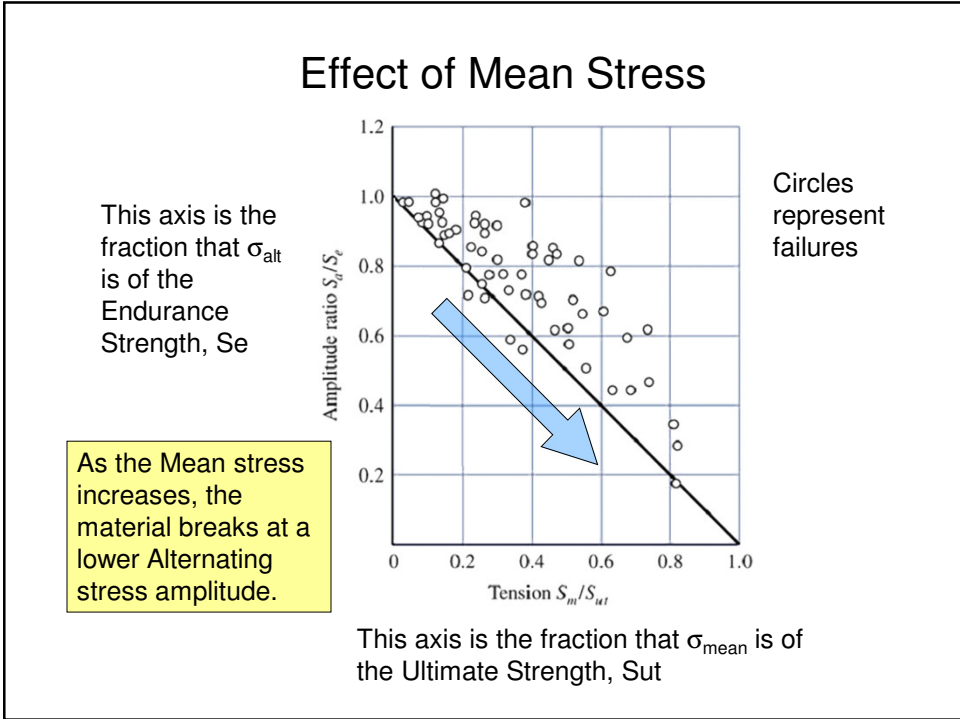 Effect of Mean Stress
This axis is the
fraction that σalt
is of the
Endurance
Strength, Se
As the Mean stress
increases, the
material breaks at a
lower Alternating
stress amplitude.
Amplitude ratio Sa/Se
1.2
1.0
0.8
0.6
0.4
0.2
0 0.2 0.4 0.6 0.8 1.0
Tension Sm/Sut
Circles
represent
failures
This axis is the fraction that σmean is of
the Ultimate Strength, Sut